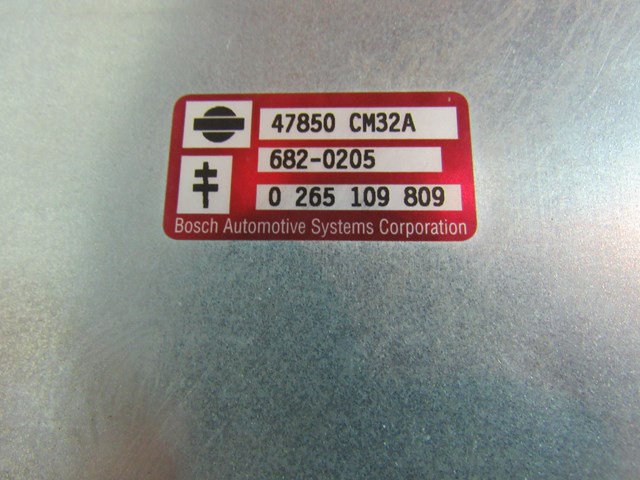 47850 CM32A
682-0205
0 265 109 809
Bosch Automotive Systems Corporation